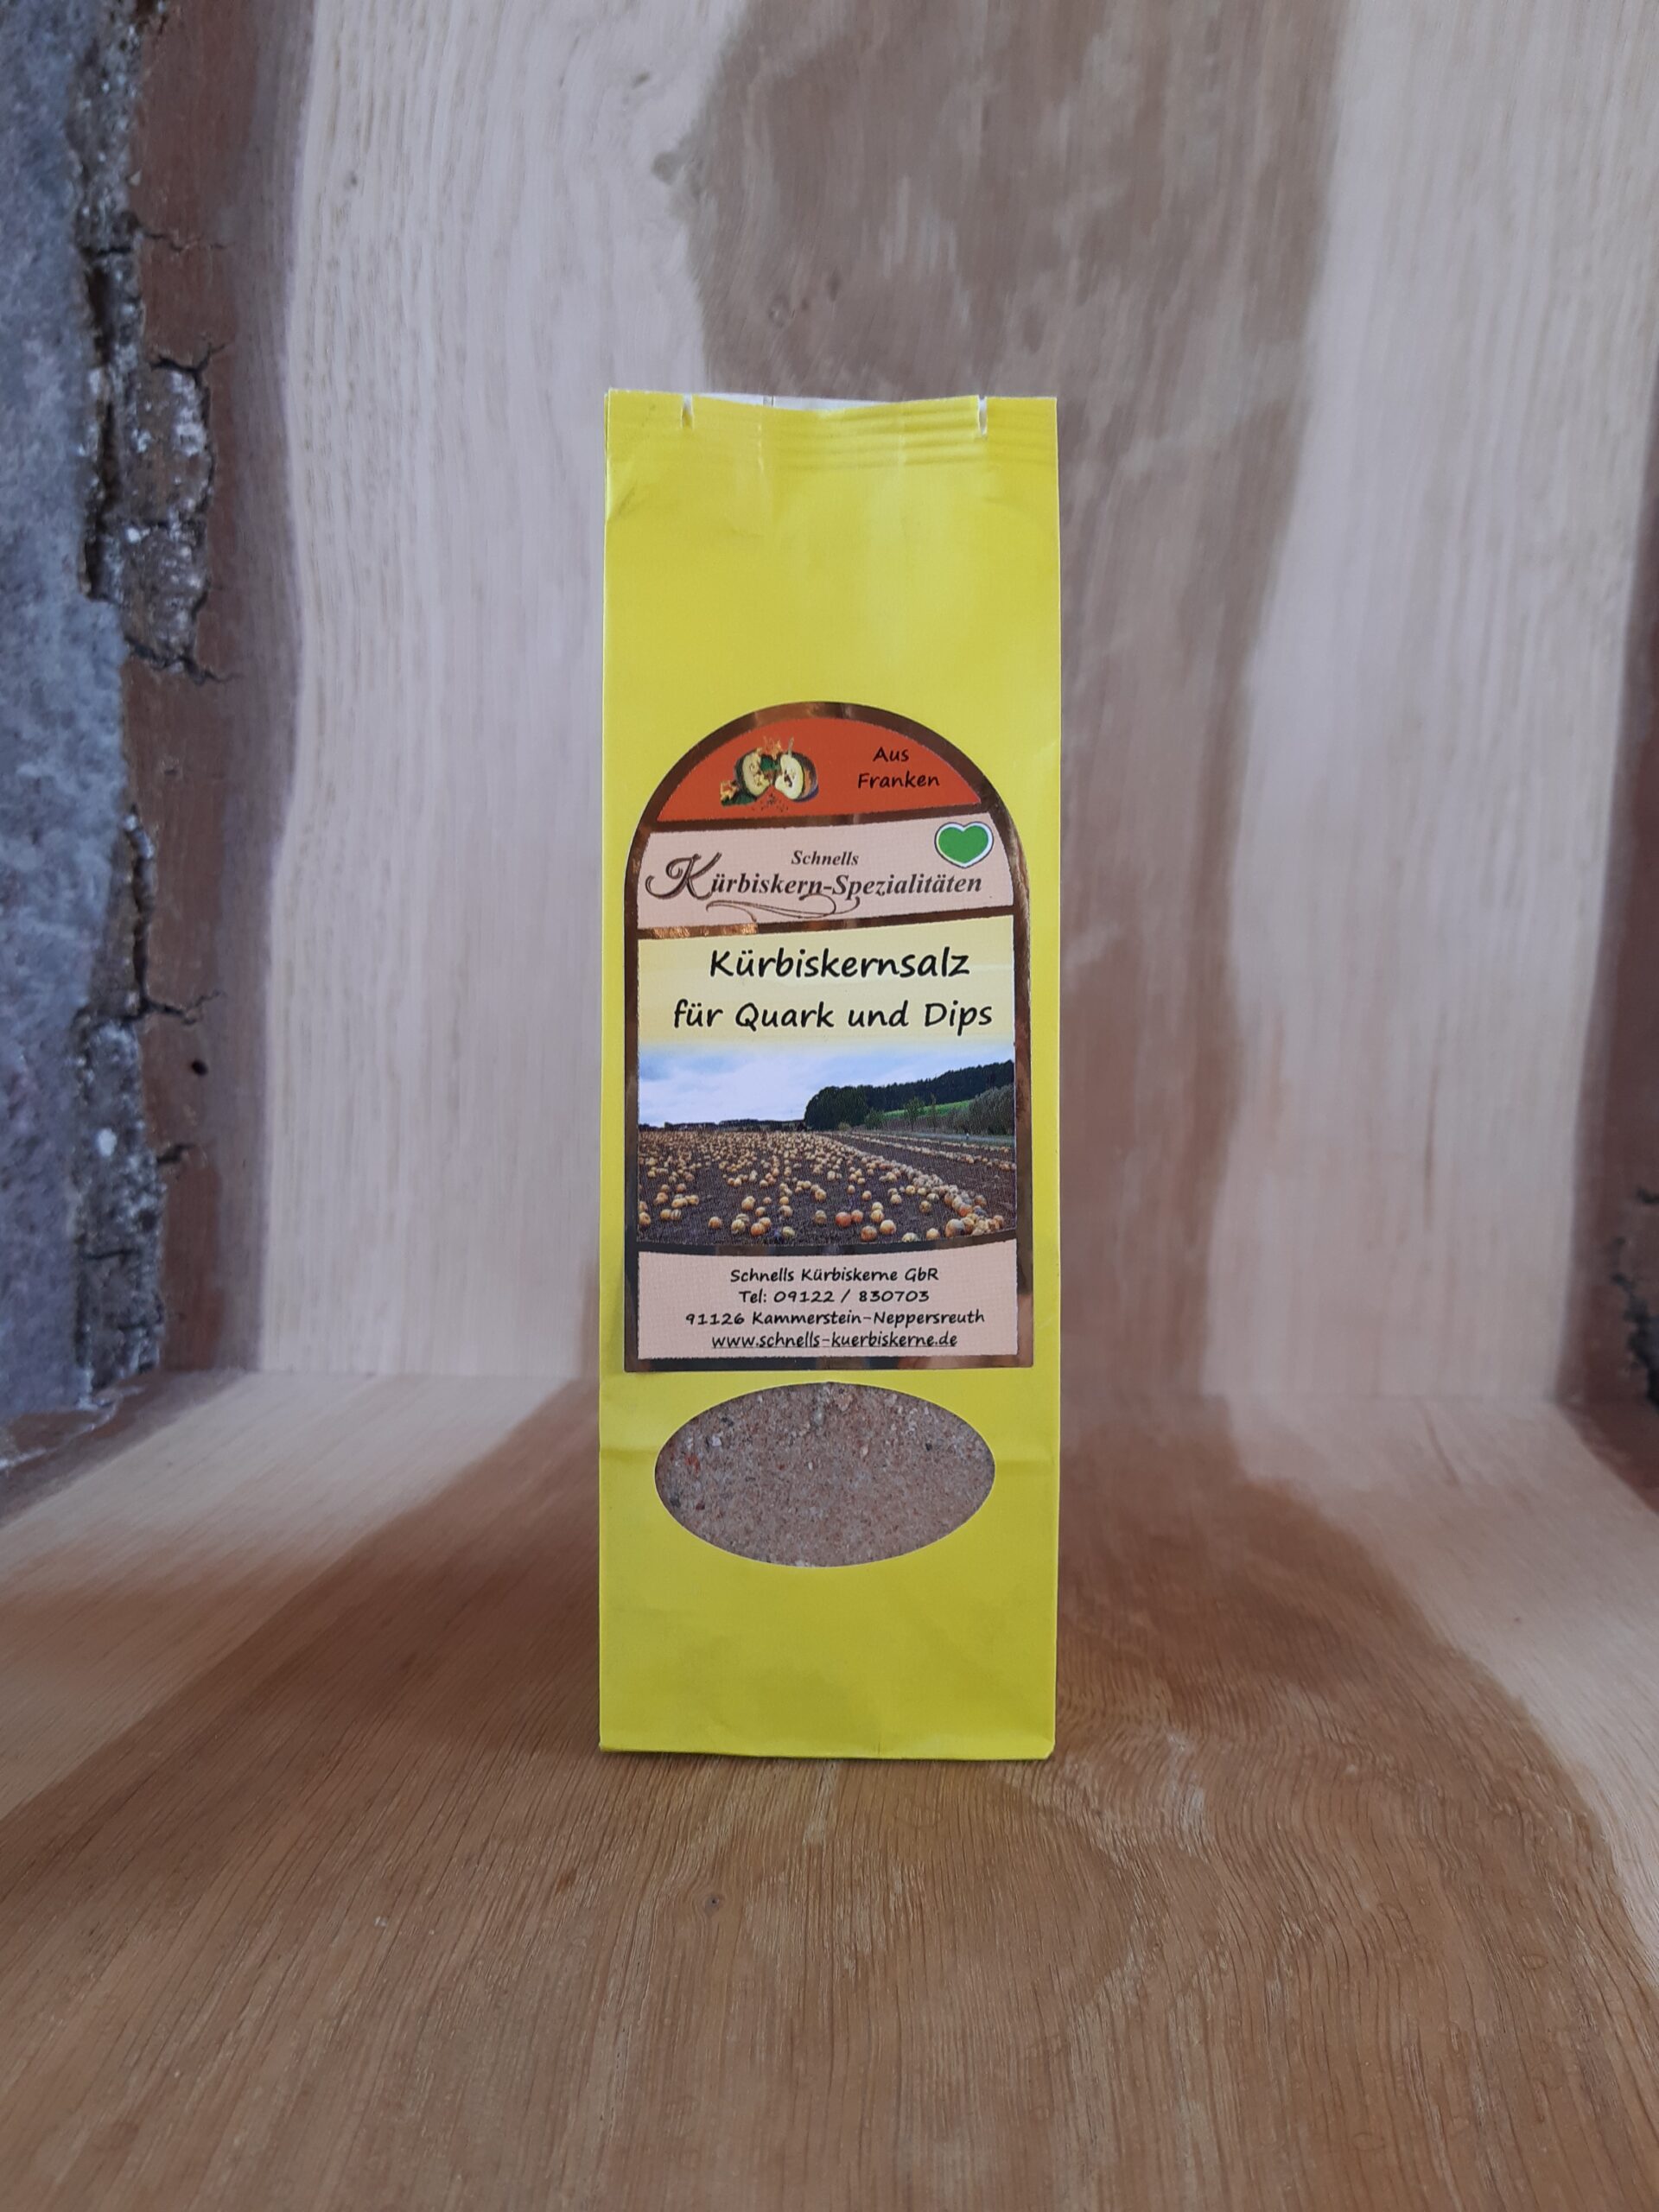 Aus
Franken
Schnells
Kürbiskern-Spezialitäten
Kürbiskernsalz
für Quark und Dips
Schnells Kürbiskerne GbR
Tel: 09122 / 830703
91126 Kammerstein-Neppersreuth
www.schnells-kuerbiskerne.de